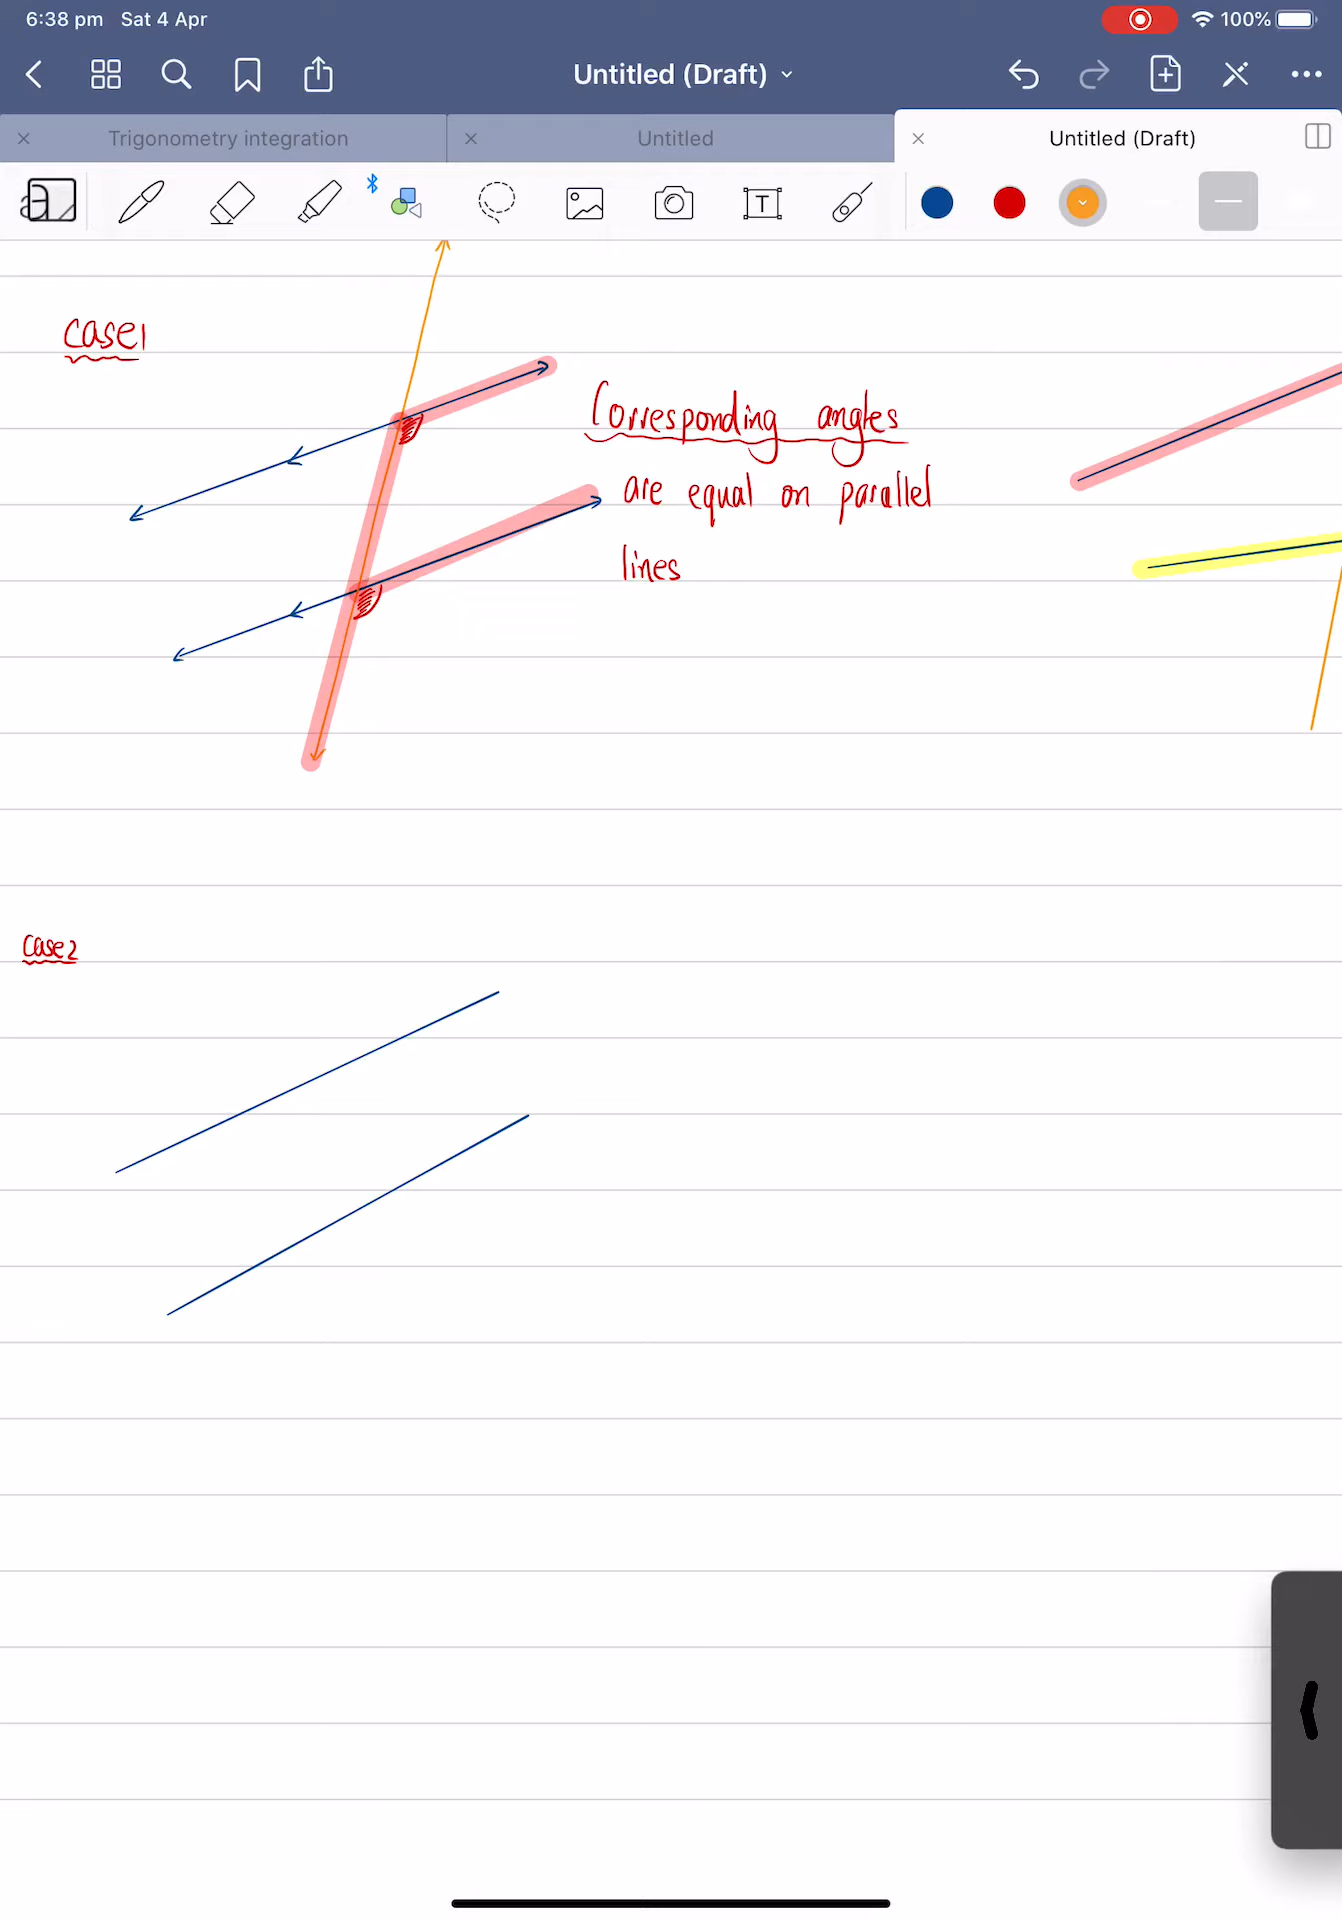 6:38 pm Sat 4 Apr
100%
Untitled (Draft)
Trigonometry integration
Untitled
Untitled (Draft)
a
T
Case1
Corresponding angles
are equal on parallel
lines
Case2